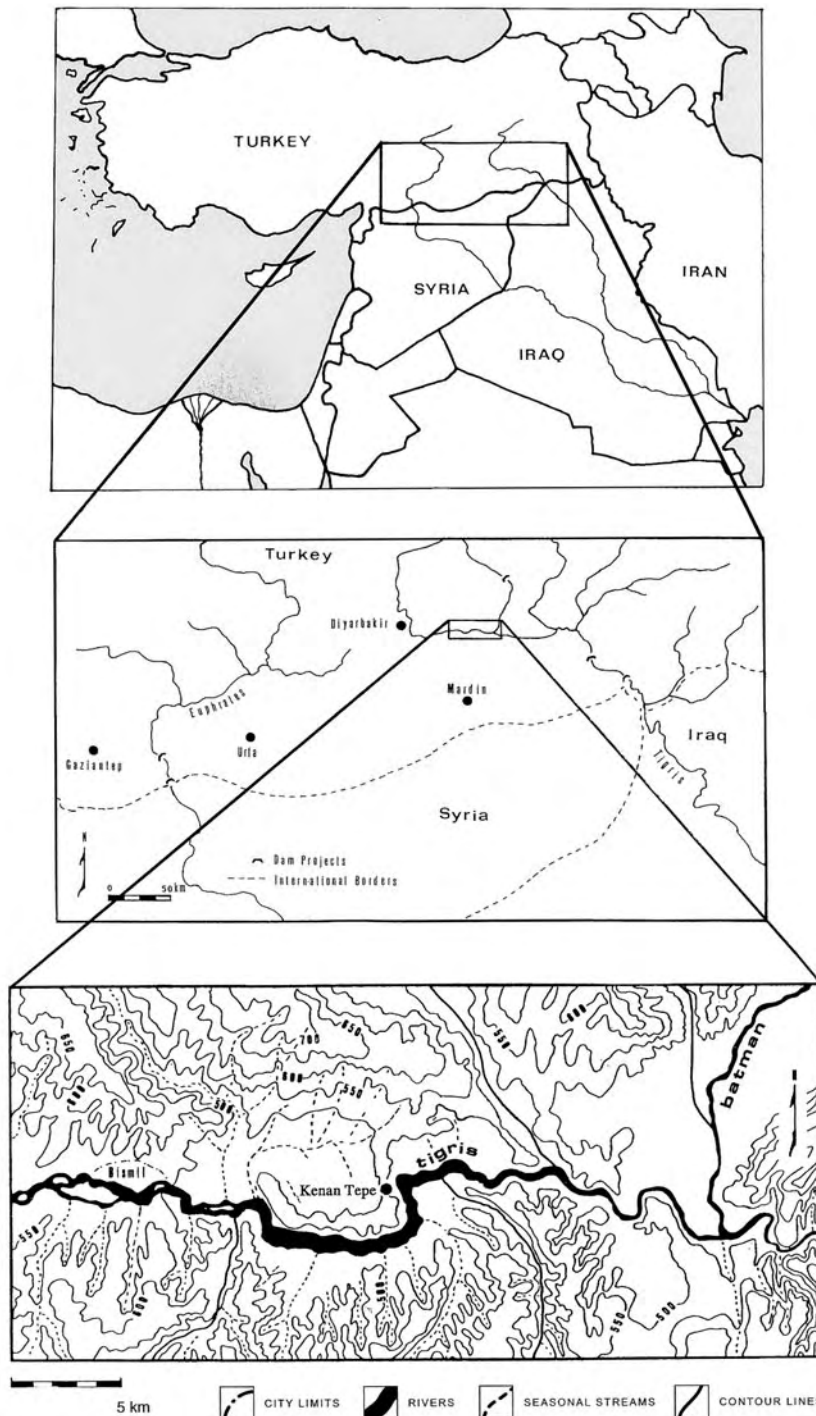 TURKEY
SYRIA
IRAQ
IRAN
Turkey
Diyarbakir
Mardin
Euphrates
Urfa
Gaziantep
Iraq
Tigris
Syria
N
Dam Projects
International Borders
0 50km
650
700
650
600
600
550
600
500
batman
Bismil
Kenan Tepe
tigris
550
600
500
550
500
5 km
CITY LIMITS RIVERS SEASONAL STREAMS CONTOUR LINES